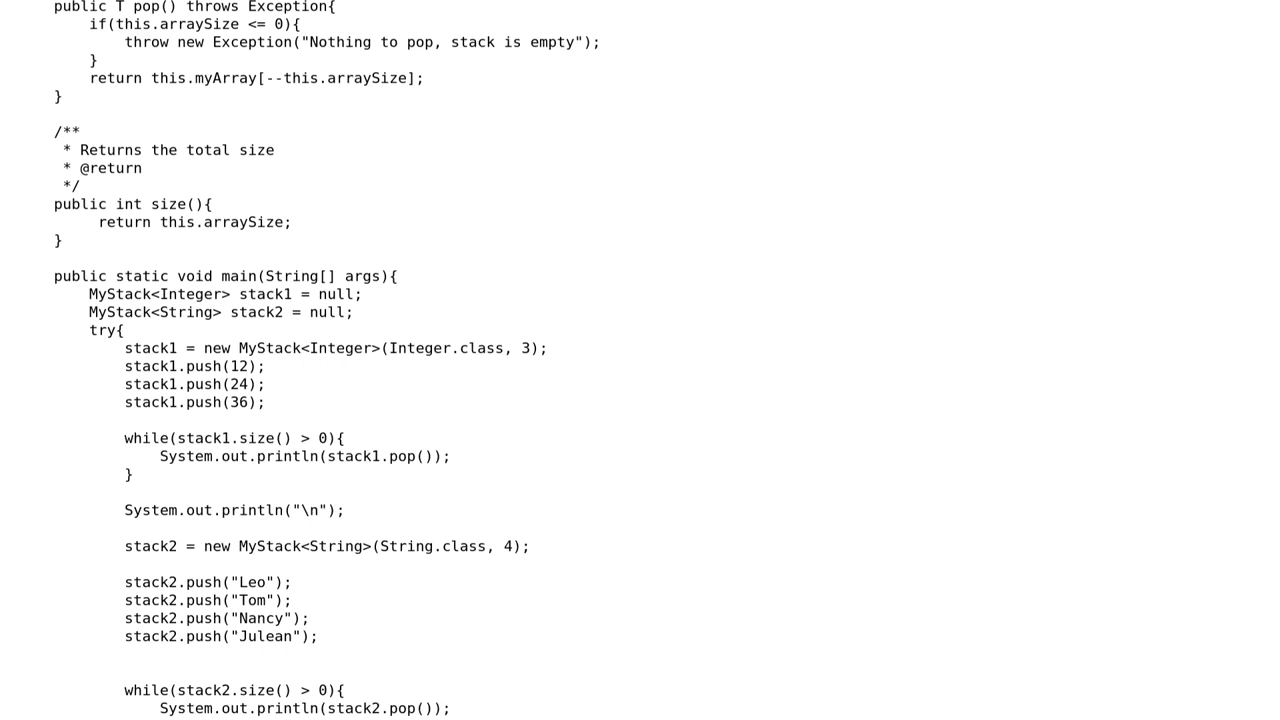 public T pop() throws Exception{
    if(this.arraySize <= 0){
        throw new Exception("Nothing to pop, stack is empty");
    }
    return this.myArray[--this.arraySize];
}

/**
 * Returns the total size
 * @return
 */
public int size(){
     return this.arraySize;
}

public static void main(String[] args){
    MyStack<Integer> stack1 = null;
    MyStack<String> stack2 = null;
    try{
        stack1 = new MyStack<Integer>(Integer.class, 3);
        stack1.push(12);
        stack1.push(24);
        stack1.push(36);

        while(stack1.size() > 0){
            System.out.println(stack1.pop());
        }

        System.out.println("\n");

        stack2 = new MyStack<String>(String.class, 4);

        stack2.push("Leo");
        stack2.push("Tom");
        stack2.push("Nancy");
        stack2.push("Julean");


        while(stack2.size() > 0){
            System.out.println(stack2.pop());